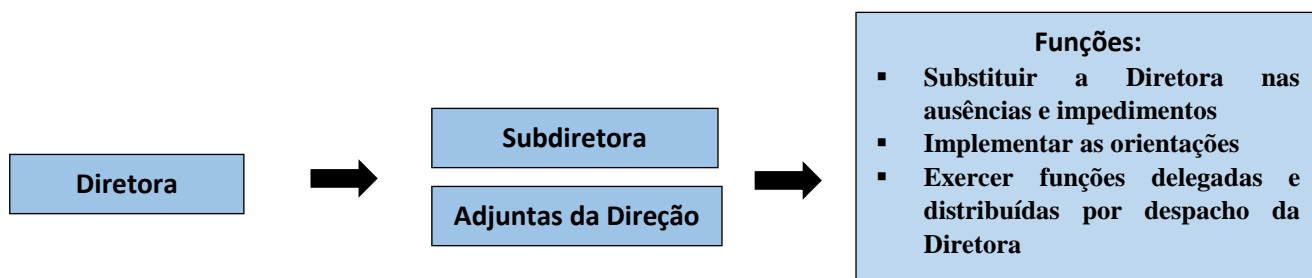 Diretora
Subdiretora
Adjuntas da Direção
Funções:
▪ Substituir a Diretora nas
ausências e impedimentos
▪ Implementar as orientações
▪ Exercer funções delegadas e
distribuídas por despacho da
Diretora